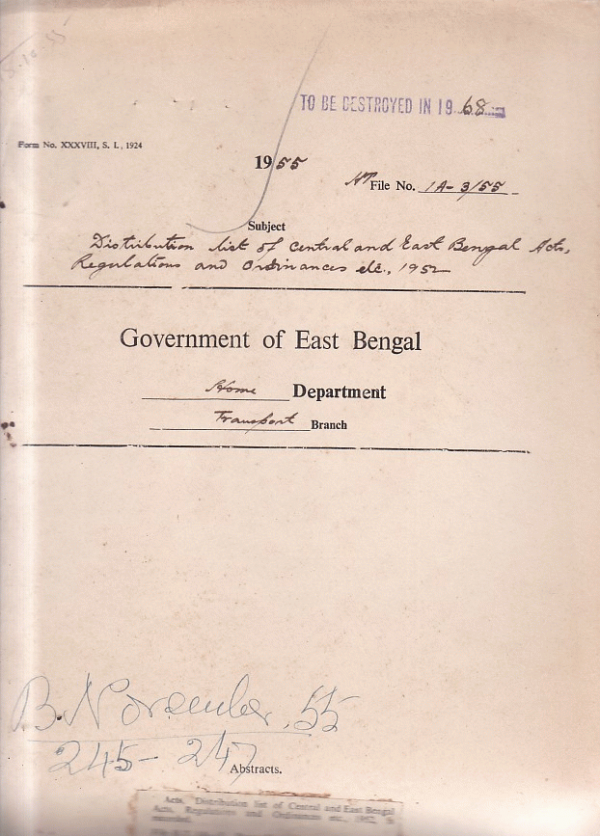 TO BE DESTROYED IN 1968
Form No. XXXVIII, S. I., 1924
1955
File No. 1A-3/55
Subject
Distribution list of Central and East Bengal Acts,
Regulations and Ordinances etc., 1952
Government of East Bengal
Home Department
Transport Branch
B. November. 55
245-247
Abstracts.
Acts, Distribution list of Central and East Bengal
Acts, Regulations and Ordinances etc., 1952
recorded.